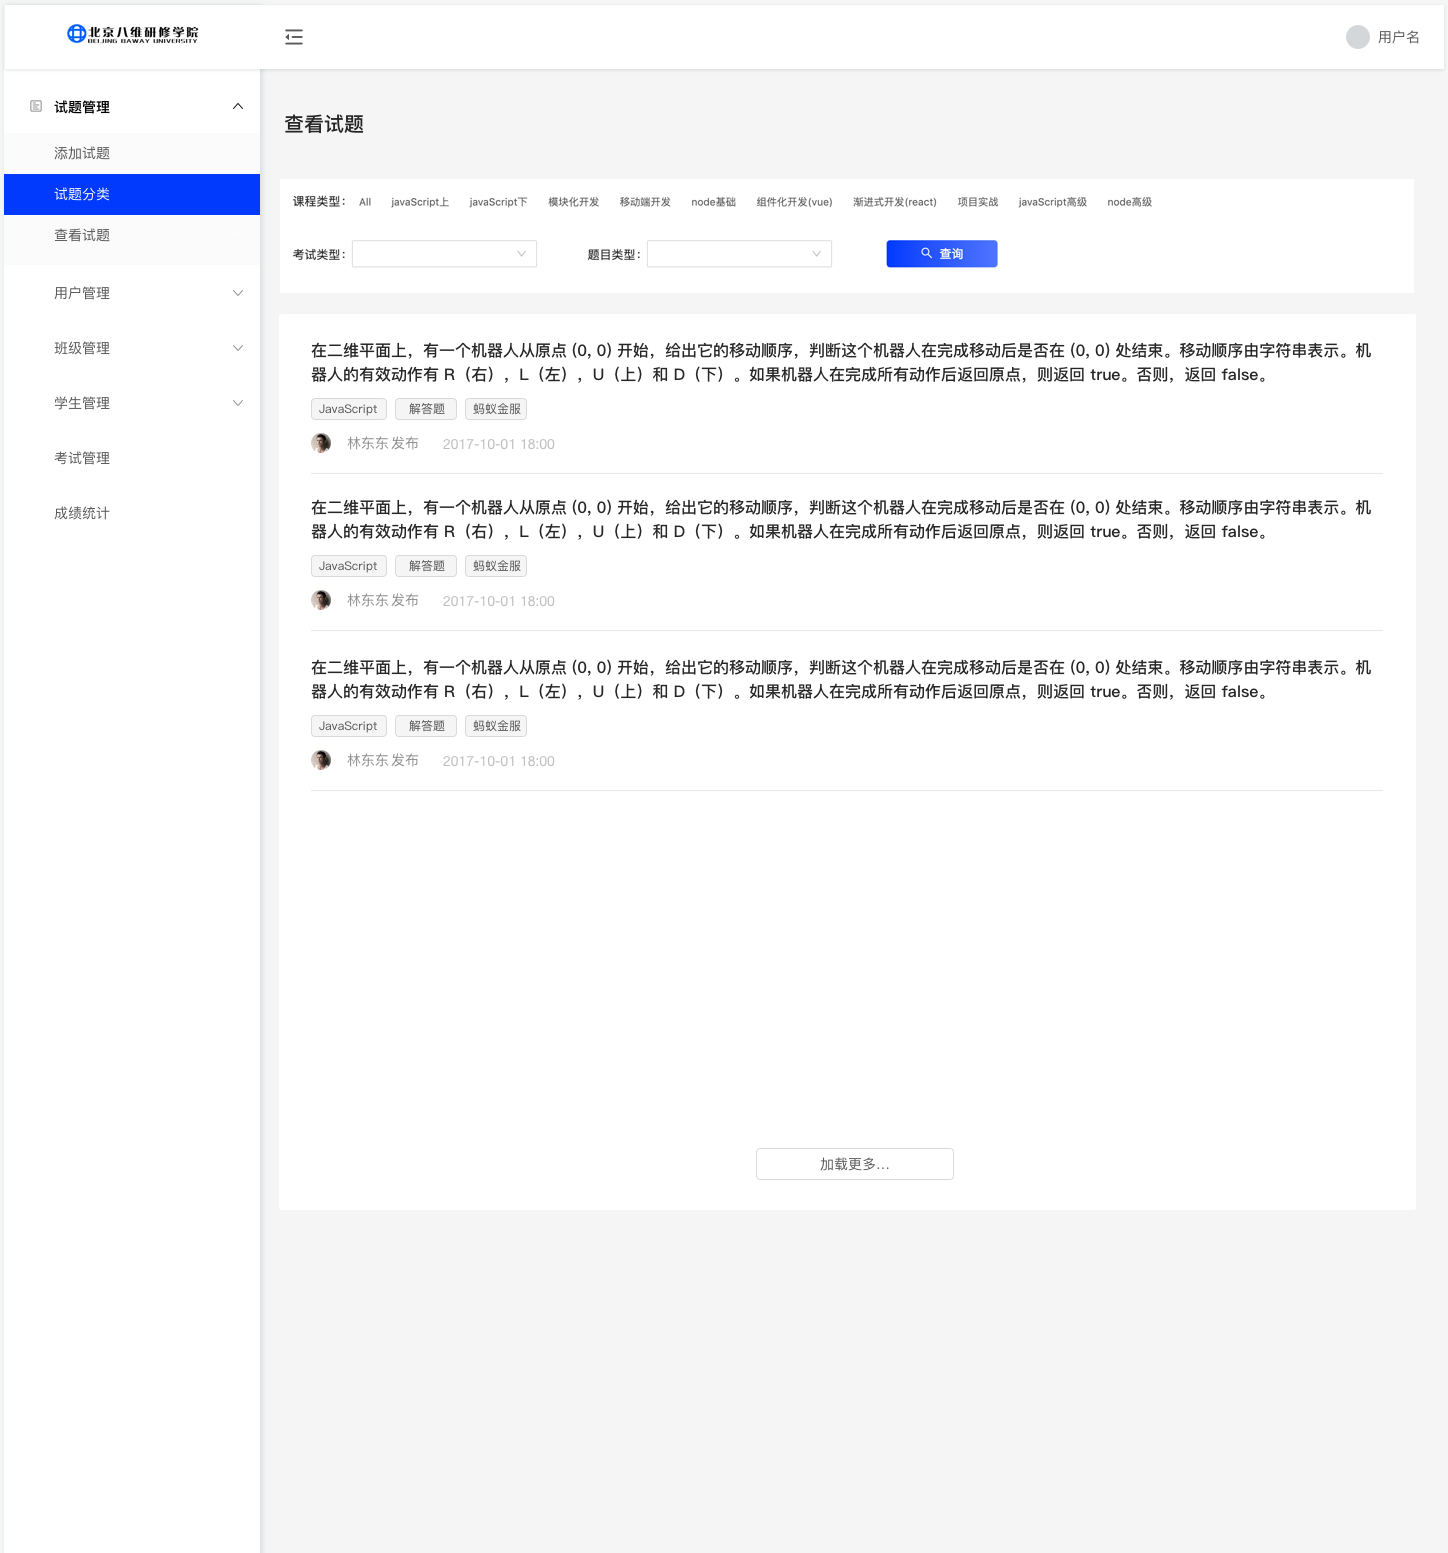 北京八维研修学院
BEIJING BAWAY UNIVERSITY
用户名
试题管理
添加试题
试题分类
查看试题
用户管理
班级管理
学生管理
考试管理
成绩统计
查看试题
课程类型： All javaScript上 javaScript下 模块化开发 移动端开发 node基础 组件化开发(vue) 渐进式开发(react) 项目实战 javaScript高级 node高级
考试类型： 题目类型： 查询
在二维平面上，有一个机器人从原点 (0, 0) 开始，给出它的移动顺序，判断这个机器人在完成移动后是否在 (0, 0) 处结束。移动顺序由字符串表示。机
器人的有效动作有 R（右），L（左），U（上）和 D（下）。如果机器人在完成所有动作后返回原点，则返回 true。否则，返回 false。
JavaScript 解答题 蚂蚁金服
林东东 发布 2017-10-01 18:00
在二维平面上，有一个机器人从原点 (0, 0) 开始，给出它的移动顺序，判断这个机器人在完成移动后是否在 (0, 0) 处结束。移动顺序由字符串表示。机
器人的有效动作有 R（右），L（左），U（上）和 D（下）。如果机器人在完成所有动作后返回原点，则返回 true。否则，返回 false。
JavaScript 解答题 蚂蚁金服
林东东 发布 2017-10-01 18:00
在二维平面上，有一个机器人从原点 (0, 0) 开始，给出它的移动顺序，判断这个机器人在完成移动后是否在 (0, 0) 处结束。移动顺序由字符串表示。机
器人的有效动作有 R（右），L（左），U（上）和 D（下）。如果机器人在完成所有动作后返回原点，则返回 true。否则，返回 false。
JavaScript 解答题 蚂蚁金服
林东东 发布 2017-10-01 18:00
加载更多...